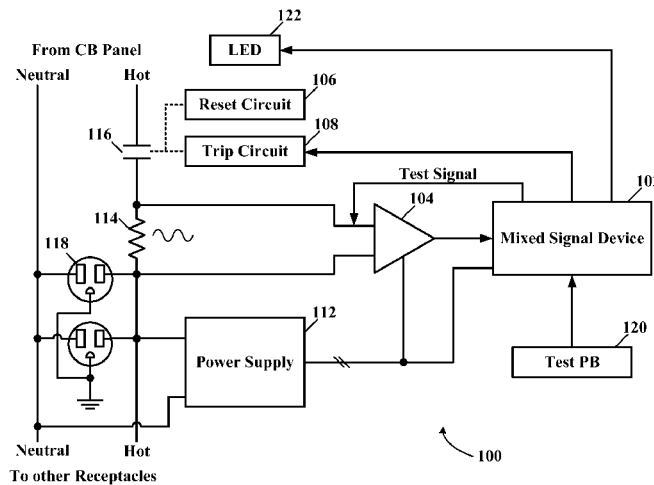 122
From CB Panel
LED
Neutral
Hot
106
Reset Circuit
116
108
Trip Circuit
Test Signal
104
114
Mixed Signal Device
118
112
120
Power Supply
Test PB
Neutral
Hot
100
To other Receptacles